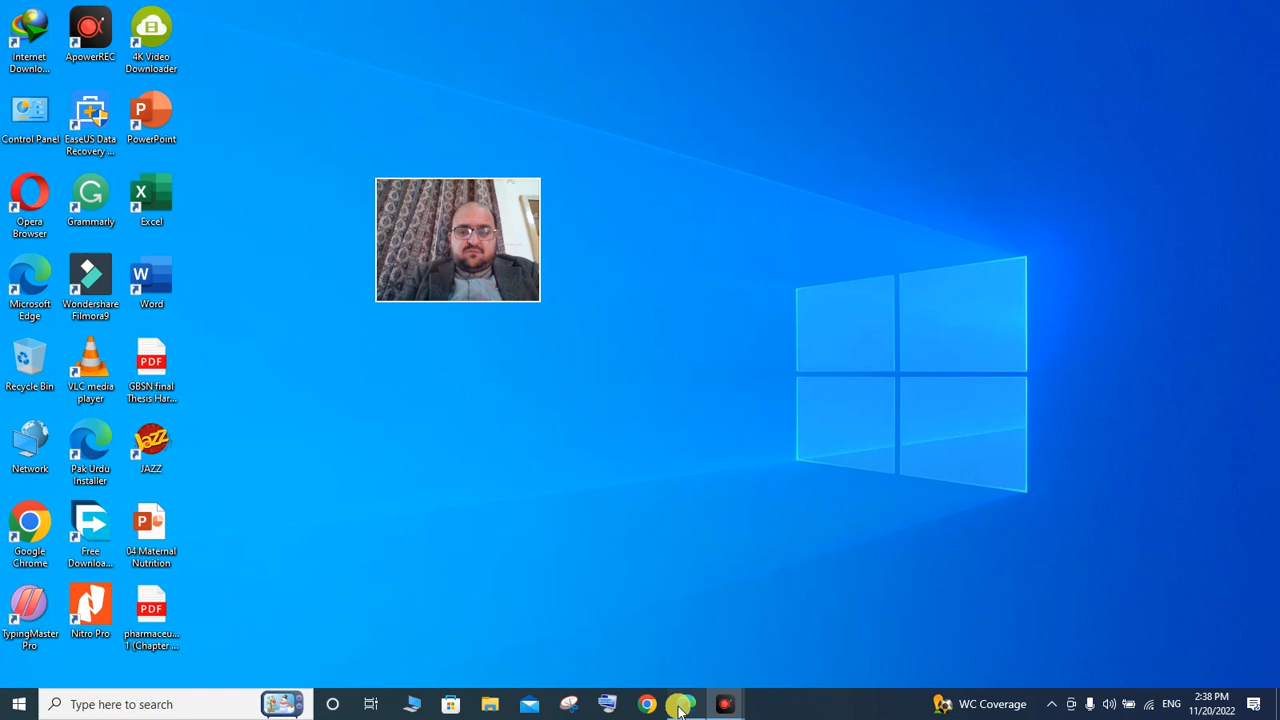 Internet
Downlo...
ApowerREC
4K Video
Downloader
Control Panel
EaseUS Data
Recovery ...
PowerPoint
Opera
Browser
Grammarly
Excel
Microsoft
Edge
Wondershare
Filmora9
Word
Recycle Bin
VLC media
player
GBSN final
Thesis Har...
Network
Pak Urdu
Installer
JAZZ
Google
Chrome
Free
Downloa...
04 Maternal
Nutrition
TypingMaster
Pro
Nitro Pro
pharmaceu...
1 (Chapter ...
PDF
Jazz
PDF
Type here to search
WC Coverage
ENG
2:38 PM
11/20/2022